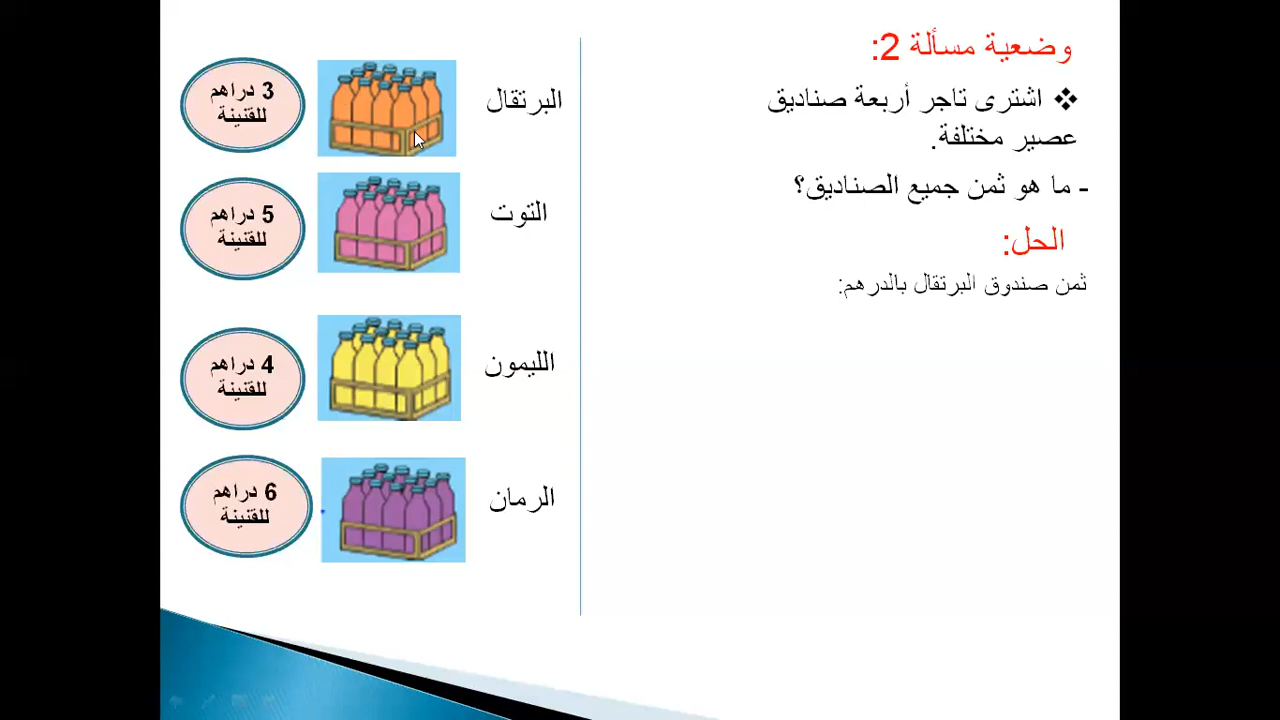 وضعية مسألة 2:
❖ اشترى تاجر أربعة صناديق
عصير مختلفة.
- ما هو ثمن جميع الصناديق؟
الحل:
ثمن صندوق البرتقال بالدرهم:
البرتقال
3 دراهم
للقنينة
التوت
5 دراهم
للقنينة
الليمون
4 دراهم
للقنينة
الرمان
6 دراهم
للقنينة